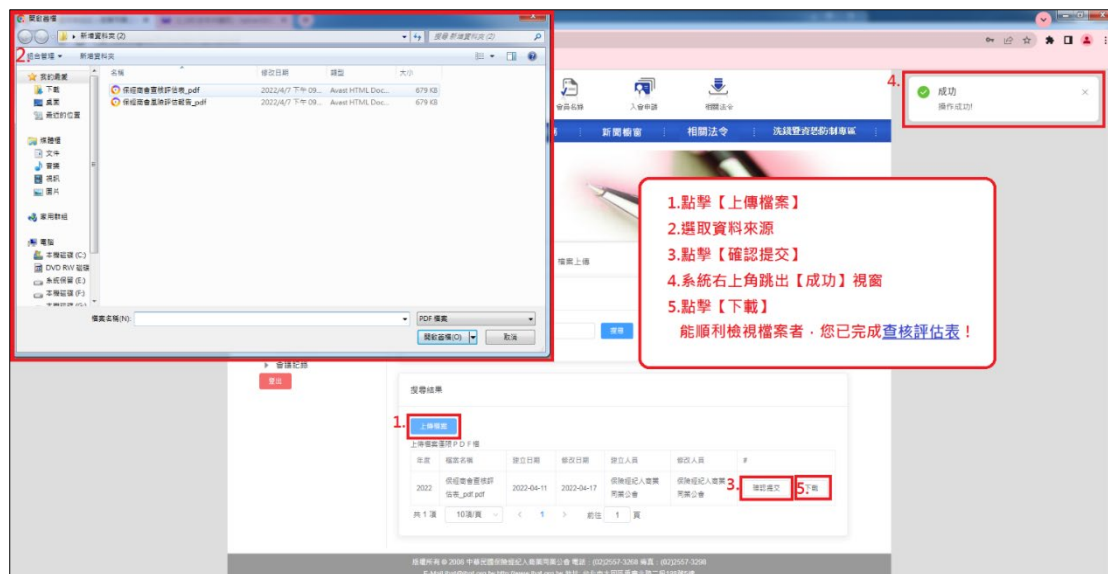 開啟舊檔
新增資料夾 (2)
搜尋 新增資料夾 (2)
2.
組合管理
新增資料夾
我的最愛
下載
桌面
最近的位置
媒體櫃
文件
音樂
視訊
圖片
家用群組
電腦
本機磁碟 (C:)
DVD RW 磁碟
系統保留 (E:)
本機磁碟 (F:)
名稱
修改日期
類型
大小
保經商會查核評估表_pdf
2022/4/7 下午 09...
Avast HTML Doc...
679 KB
保經商會風險評估報告_pdf
2022/4/7 下午 09...
Avast HTML Doc...
679 KB
檔案名稱(N):
PDF 檔案
開啟舊檔(O)
取消
會員名錄
入會申請
相關法令
新聞櫥窗
相關法令
洗錢暨資恐防制專區
4.
成功
操作成功!
1.點擊【上傳檔案】
2.選取資料來源
3.點擊【確認提交】
4.系統右上角跳出【成功】視窗
5.點擊【下載】
能順利檢視檔案者，您已完成查核評估表！
檔案上傳
搜尋
會議記錄
登出
搜尋結果
1.
上傳檔案
上傳檔案僅限ＰＤＦ檔
年度
檔案名稱
建立日期
修改日期
建立人員
修改人員
#
2022
保經商會查核評估表_pdf.pdf
2022-04-11
2022-04-17
保險經紀人商業同業公會
保險經紀人商業同業公會
3.
確認提交
5.
下載
共 1 項
10項/頁
1
前往
1
頁
版權所有 © 2006 中華民國保險經紀人商業同業公會 電話：(02)2557-3268 傳真：(02)2557-3298